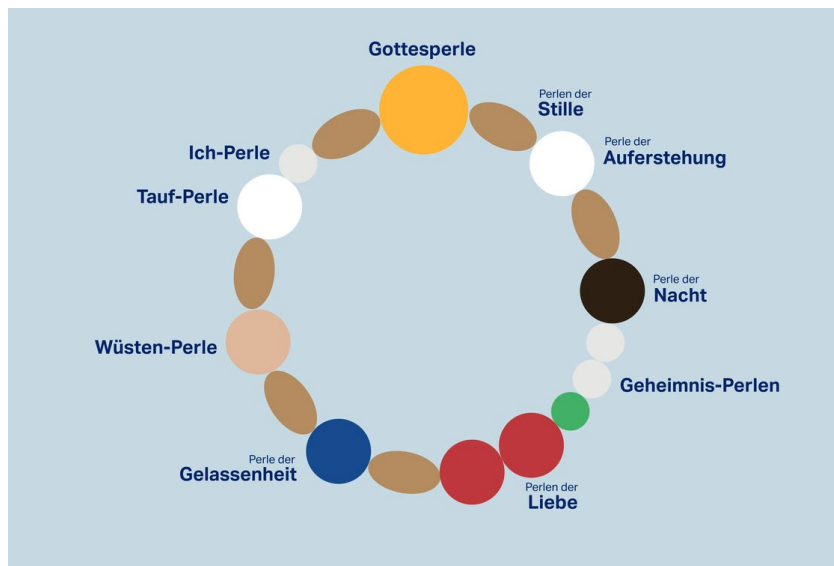 Gottesperle
Perlen der
Stille
Perle der
Auferstehung
Ich-Perle
Tauf-Perle
Perle der
Nacht
Wüsten-Perle
Geheimnis-Perlen
Perle der
Gelassenheit
Perlen der
Liebe